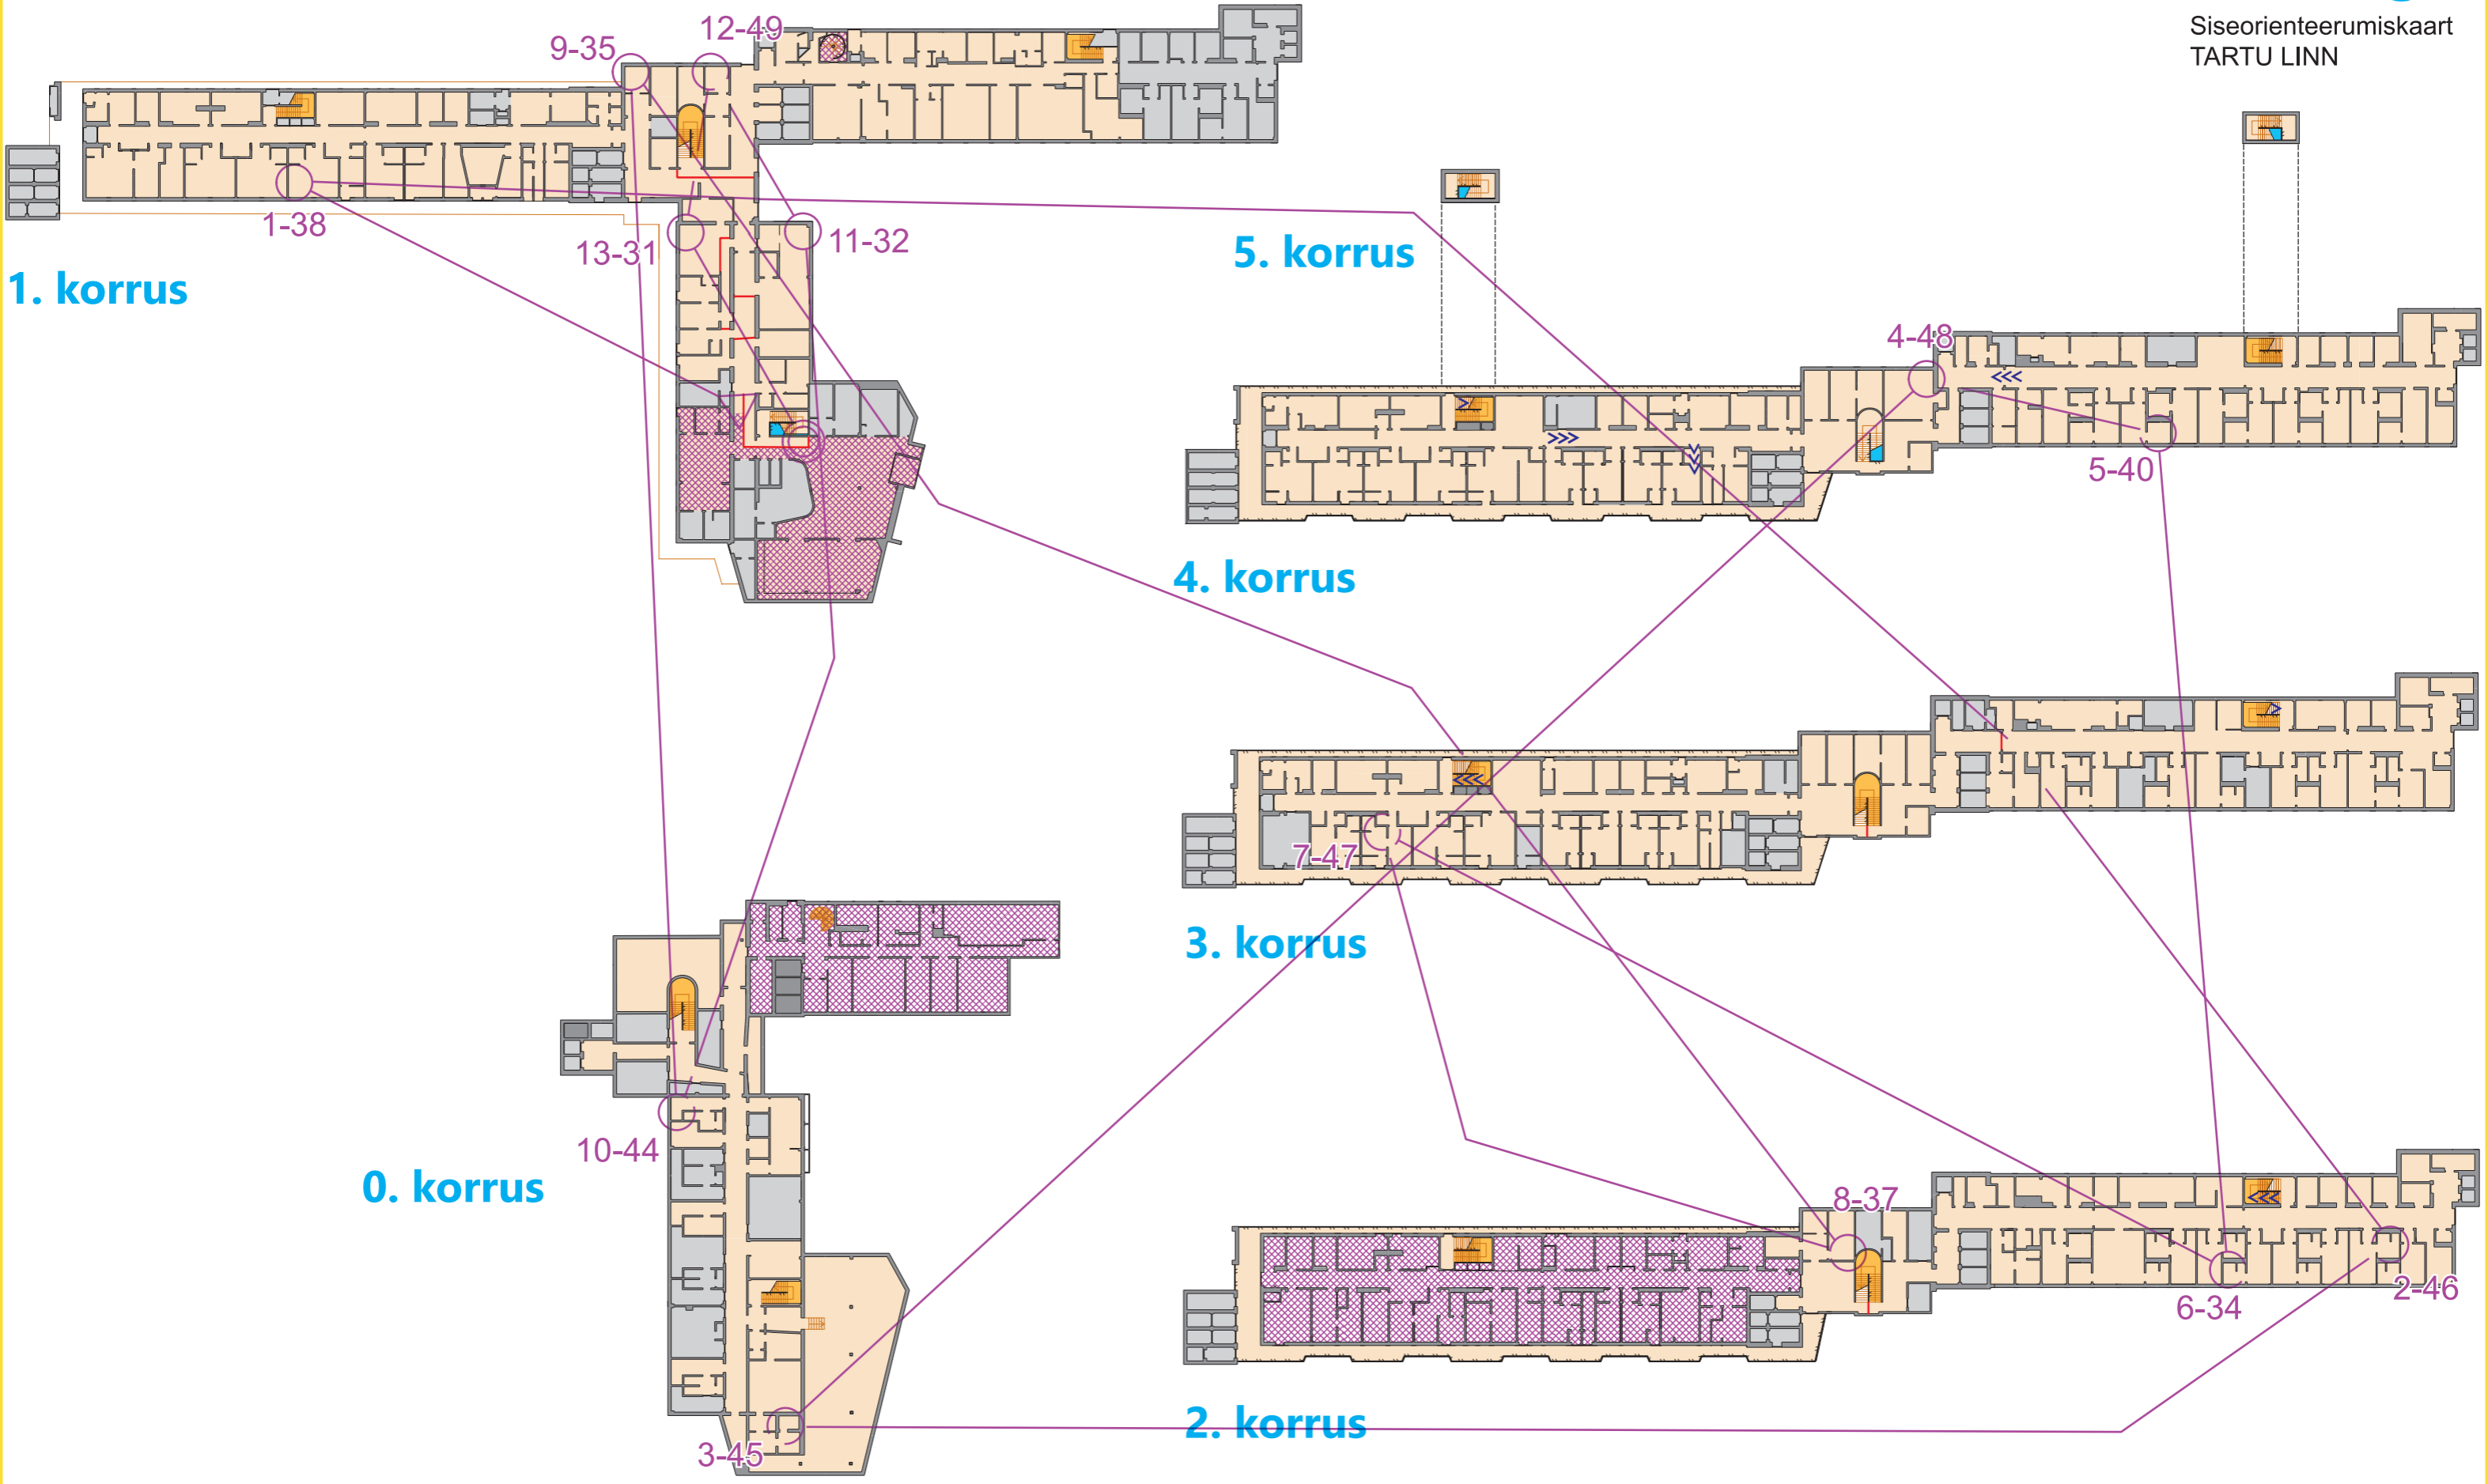 Siseorienteerumiskaart
TARTU LINN
12-49
9-35
1-38
13-31
11-32
1. korrus
5. korrus
4-48
5-40
4. korrus
7-47
3. korrus
10-44
0. korrus
8-37
6-34
2-46
3-45
2. korrus